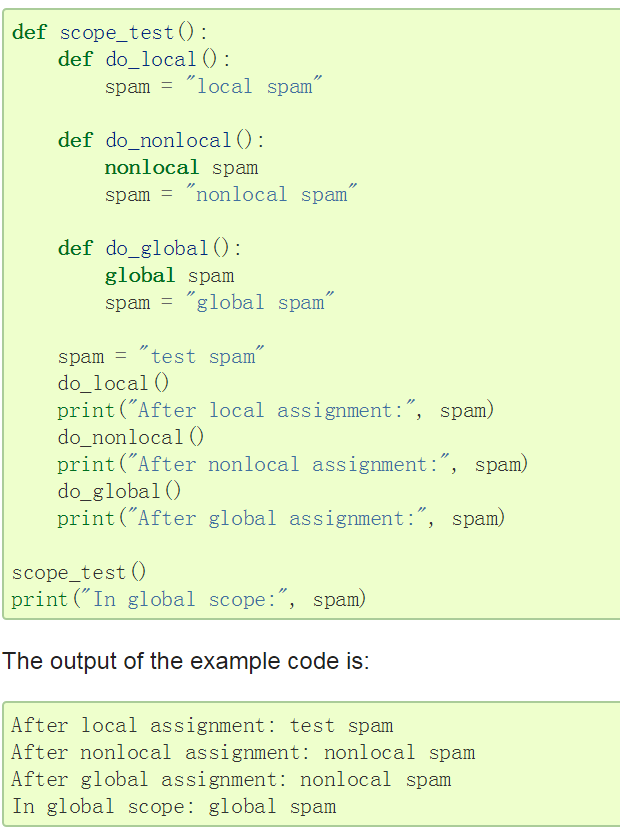 def scope_test():
    def do_local():
        spam = "local spam"

    def do_nonlocal():
        nonlocal spam
        spam = "nonlocal spam"

    def do_global():
        global spam
        spam = "global spam"

    spam = "test spam"
    do_local()
    print("After local assignment:", spam)
    do_nonlocal()
    print("After nonlocal assignment:", spam)
    do_global()
    print("After global assignment:", spam)

scope_test()
print("In global scope:", spam)
The output of the example code is:
After local assignment: test spam
After nonlocal assignment: nonlocal spam
After global assignment: nonlocal spam
In global scope: global spam